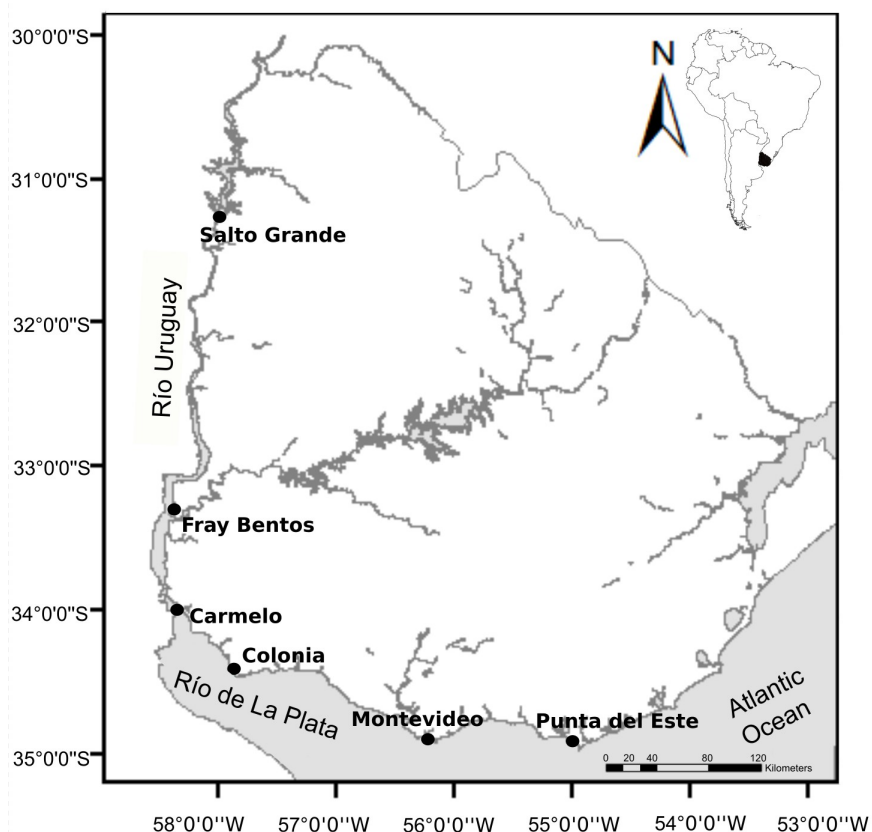 30°0'0"S
N
31°0'0"S
Salto Grande
Río Uruguay
32°0'0"S
33°0'0"S
Fray Bentos
34°0'0"S
Carmelo
Colonia
Río de La Plata
Montevideo
Punta del Este
Atlantic
Ocean
35°0'0"S
0 20 40 80 120
Kilometers
58°0'0"W 57°0'0"W 56°0'0"W 55°0'0"W 54°0'0"W 53°0'0"W